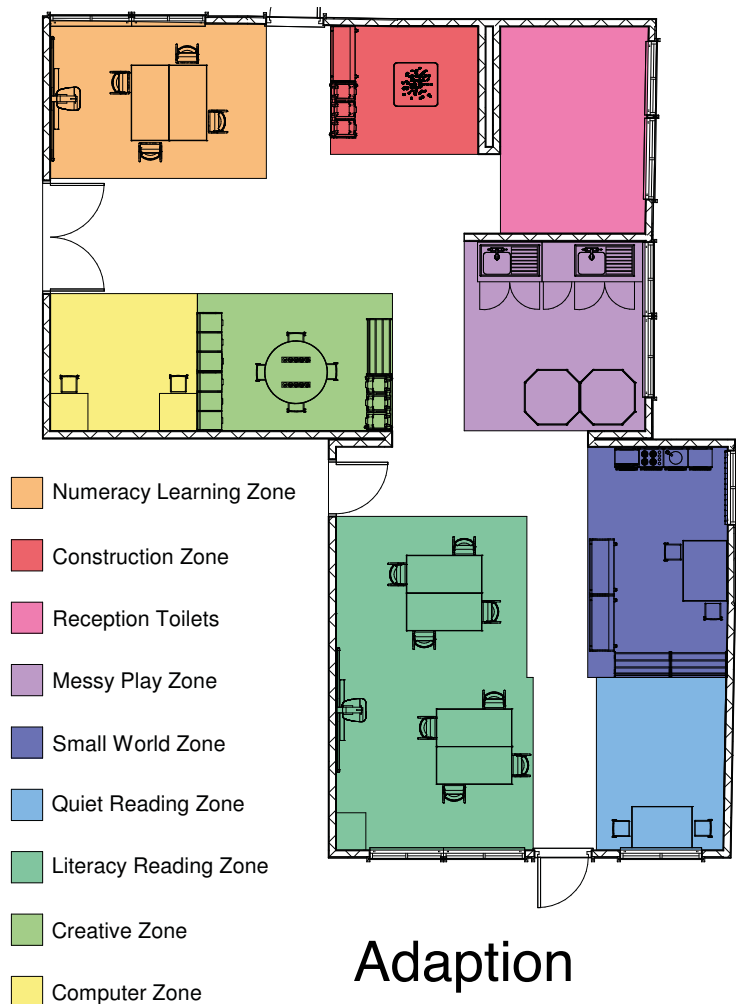 Numeracy Learning Zone
Construction Zone
Reception Toilets
Messy Play Zone
Small World Zone
Quiet Reading Zone
Literacy Reading Zone
Creative Zone
Computer Zone
Adaption